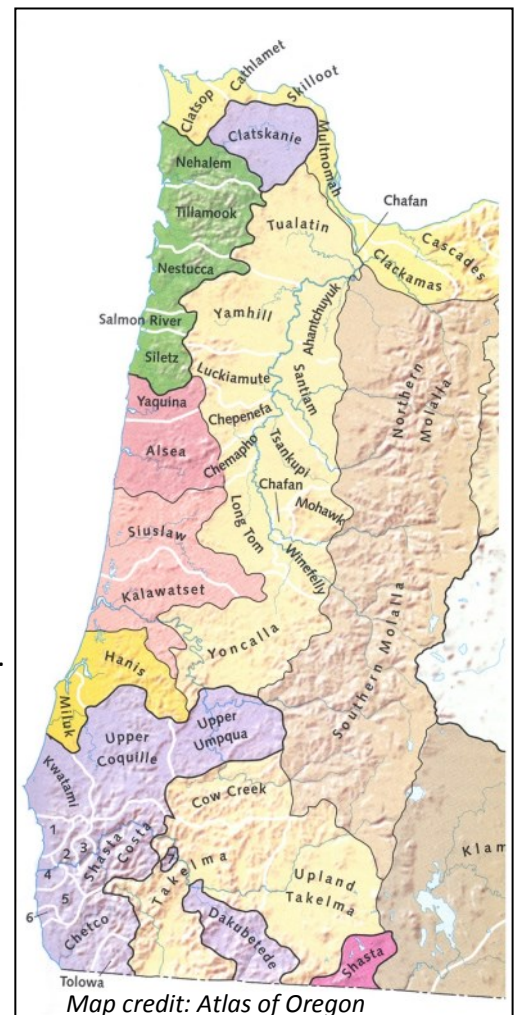 Cathlamet
Skilloot
Clatsop
Clatskanie
Multnomah
Nehalem
Chafan
Tillamook
Tualatin
Cascades
Clackamas
Nestucca
Ahantchuyuk
Yamhill
Salmon River
Siletz
Luckiamute
Santiam
Northern
Molalla
Yaquina
Chepenefa
Alsea
Chemapho
Tsankupi
Chafan
Mohawk
Long Tom
Siuslaw
Winefelly
Kalawatset
Yoncalla
Southern Molalla
Hanis
Miluk
Upper
Umpqua
Upper
Coquille
Kwatami
Cow Creek
1
2
3
Shasta
Costa
Klam
4
5
Takelma
Upland
Takelma
6
Chetco
Dakubetede
Shasta
Tolowa
Map credit: Atlas of Oregon